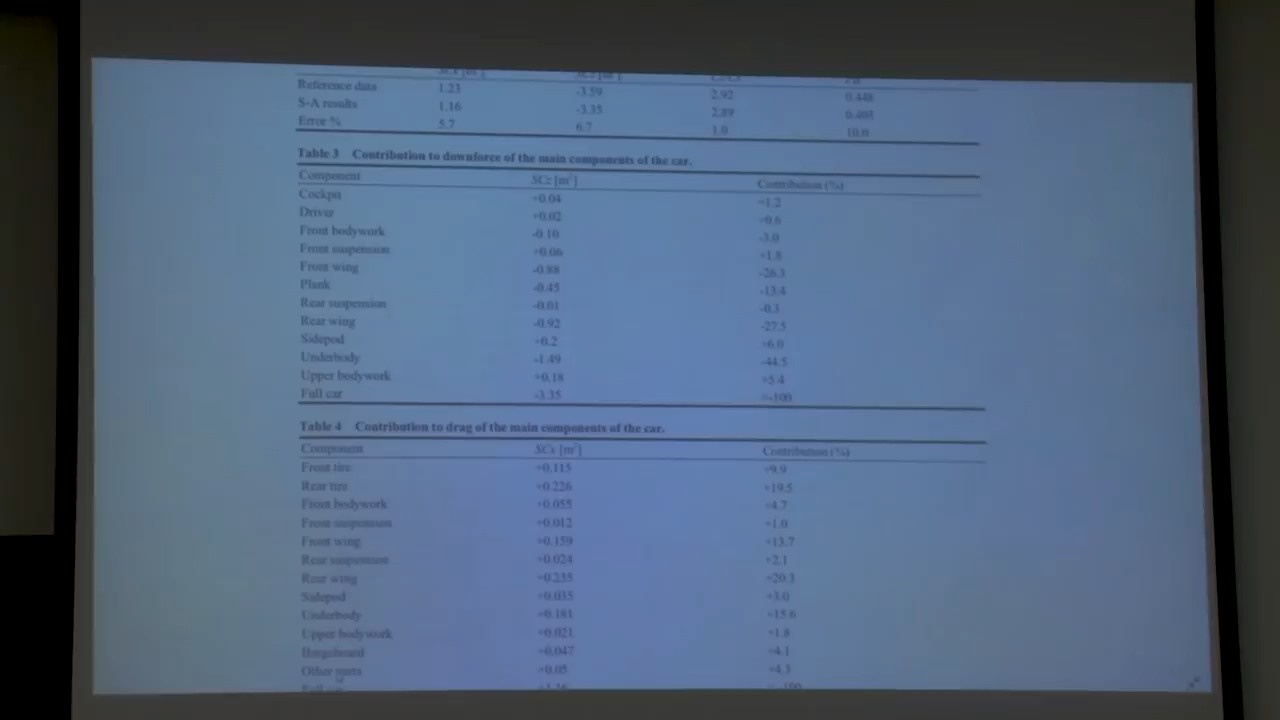 SCx [m²] SCz [m²]
Reference data 1.23 -3.59 2.92 0.448
S-A results 1.16 -3.35 2.89 0.403
Error % 5.7 6.7 1.0 10.0
Table 3 Contribution to downforce of the main components of the car.
Component SCz [m²] Contribution (%)
Cockpit +0.04 +1.2
Driver +0.02 +0.6
Front bodywork -0.10 -3.0
Front suspension +0.06 +1.8
Front wing -0.88 -26.3
Plank -0.45 -13.4
Rear suspension -0.01 -0.3
Rear wing -0.92 -27.5
Sidepod +0.2 +6.0
Underbody -1.49 -44.5
Upper bodywork +0.18 +5.4
Full car -3.35 =-100
Table 4 Contribution to drag of the main components of the car.
Component SCx [m²] Contribution (%)
Front tire +0.115 +9.9
Rear tire +0.226 +19.5
Front bodywork +0.055 +4.7
Front suspension +0.012 +1.0
Front wing +0.159 +13.7
Rear suspension +0.024 +2.1
Rear wing +0.235 +20.3
Sidepod +0.035 +3.0
Underbody +0.181 +15.6
Upper bodywork +0.021 +1.8
Bargeboard +0.047 +4.1
Other parts +0.05 +4.3
Full car +1.16 100